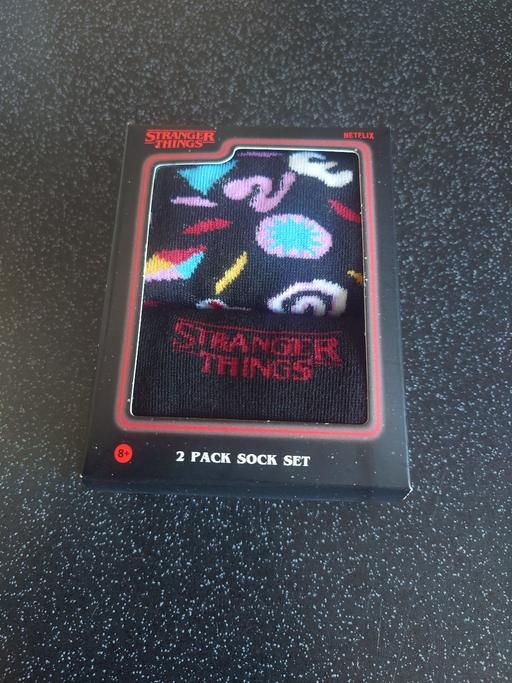 STRANGER
THINGS
NETFLIX
STRANGER
THINGS
8+
2 PACK SOCK SET